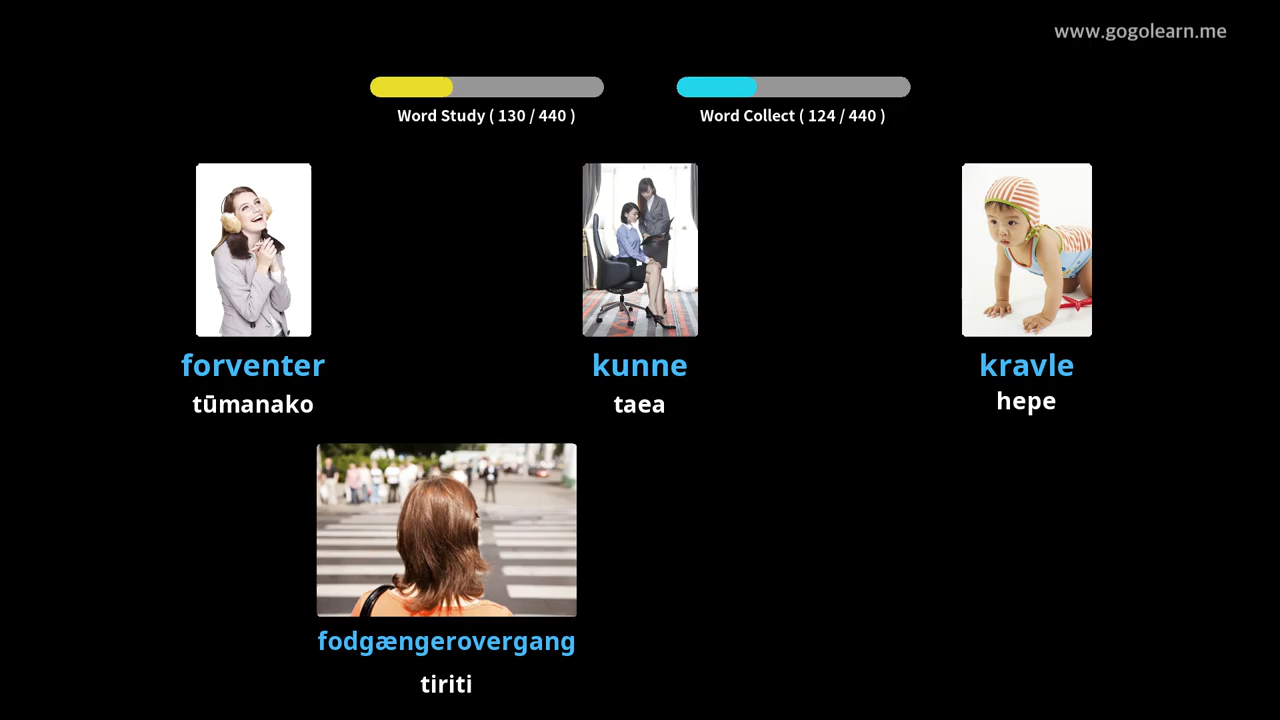 www.gogolearn.me
Word Study ( 130 / 440 )
Word Collect ( 124 / 440 )
forventer
kunne
kravle
tūmanako
taea
hepe
fodgængerovergang
tiriti